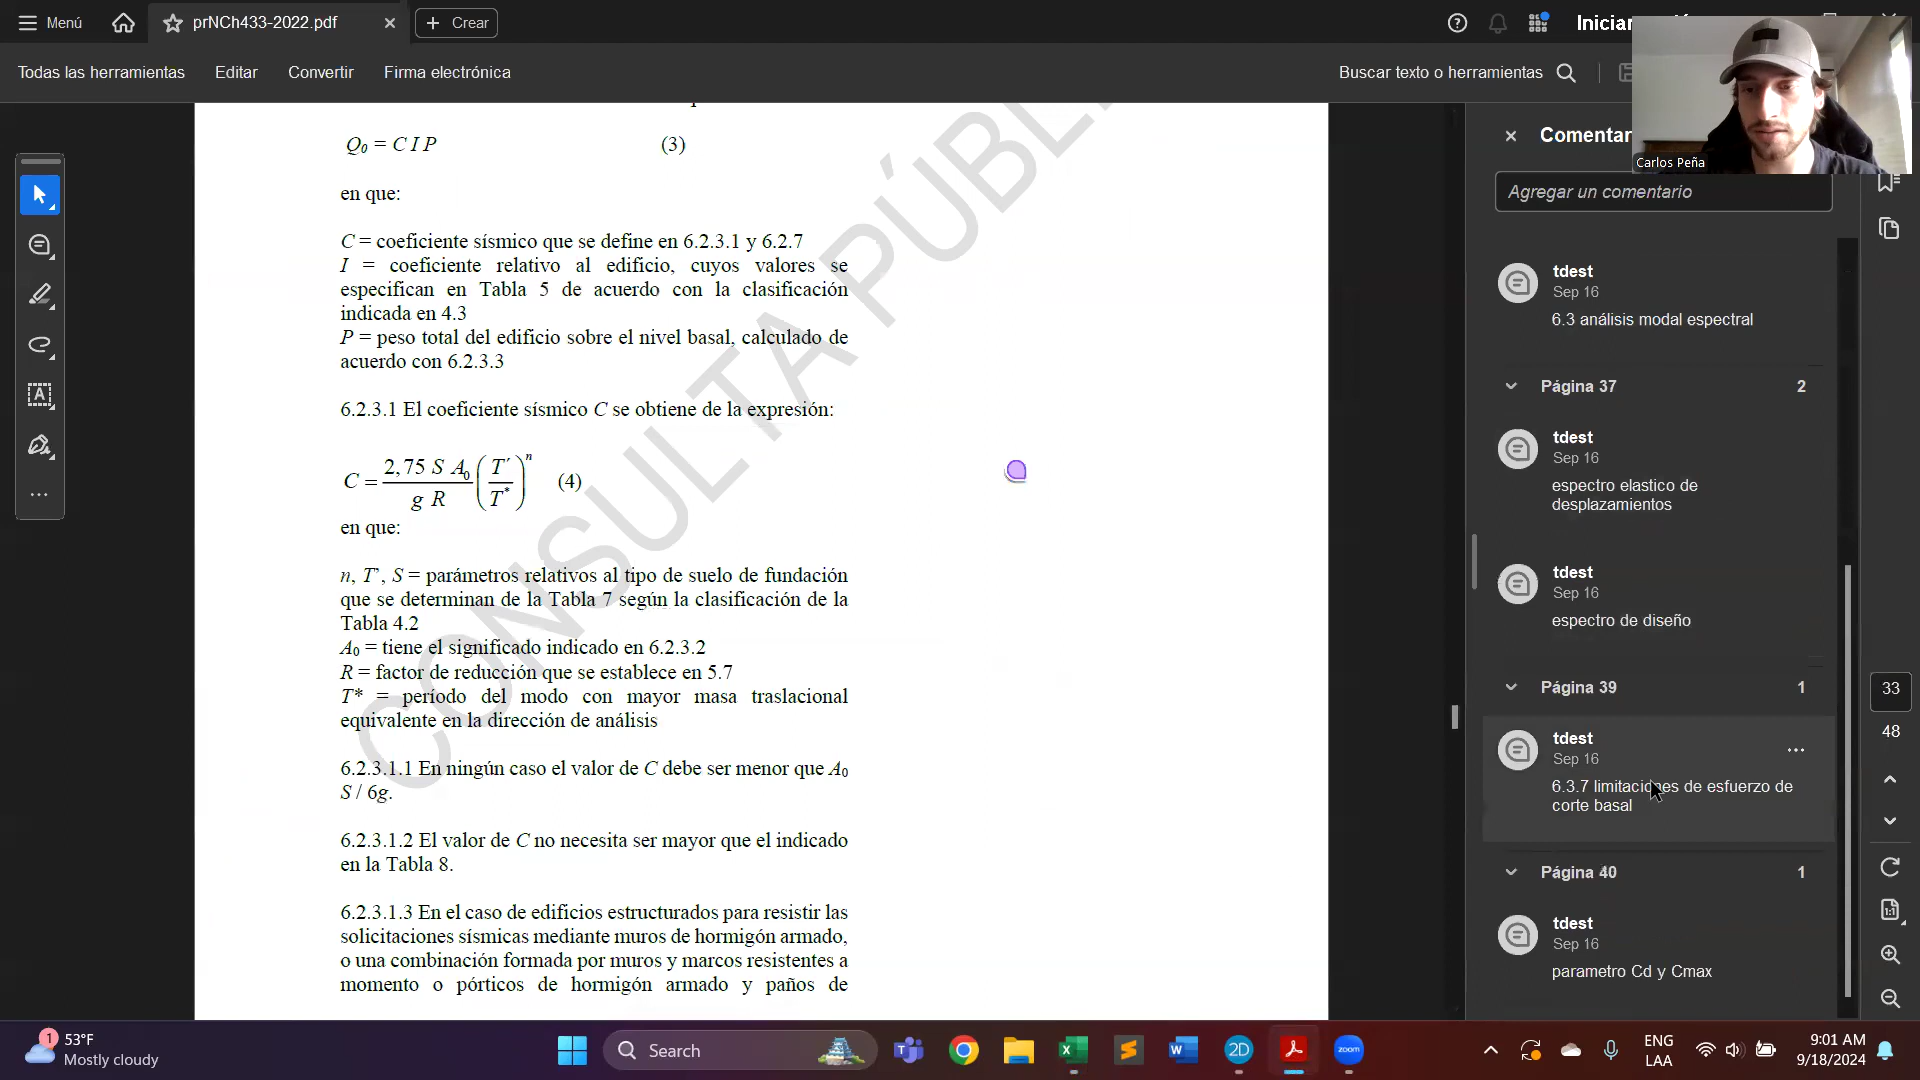 Menú
prNCh433-2022.pdf
Crear
Todas las herramientas
Editar
Convertir
Firma electrónica
Buscar texto o herramientas
Carlos Peña
Q0 = C I P (3)
en que:
C = coeficiente sísmico que se define en 6.2.3.1 y 6.2.7
I = coeficiente relativo al edificio, cuyos valores se
especifican en Tabla 5 de acuerdo con la clasificación
indicada en 4.3
P = peso total del edificio sobre el nivel basal, calculado de
acuerdo con 6.2.3.3
6.2.3.1 El coeficiente sísmico C se obtiene de la expresión:
C = 2,75 S A0 / g R (T´ / T*)^n (4)
en que:
n, T’, S = parámetros relativos al tipo de suelo de fundación
que se determinan de la Tabla 7 según la clasificación de la
Tabla 4.2
A0 = tiene el significado indicado en 6.2.3.2
R = factor de reducción que se establece en 5.7
T* = período del modo con mayor masa traslacional
equivalente en la dirección de análisis
6.2.3.1.1 En ningún caso el valor de C debe ser menor que A0
S / 6g.
6.2.3.1.2 El valor de C no necesita ser mayor que el indicado
en la Tabla 8.
6.2.3.1.3 En el caso de edificios estructurados para resistir las
solicitaciones sísmicas mediante muros de hormigón armado,
o una combinación formada por muros y marcos resistentes a
momento o pórticos de hormigón armado y paños de
CONSULTA PÚBL
Agregar un comentario
tdest
Sep 16
6.3 análisis modal espectral
Página 37
2
tdest
Sep 16
espectro elastico de
desplazamientos
tdest
Sep 16
espectro de diseño
Página 39
1
tdest
Sep 16
6.3.7 limitaciones de esfuerzo de
corte basal
Página 40
1
tdest
Sep 16
parametro Cd y Cmax
33
48
1:1
1
53°F
Mostly cloudy
Search
2D
zoom
ENG
LAA
9:01 AM
9/18/2024